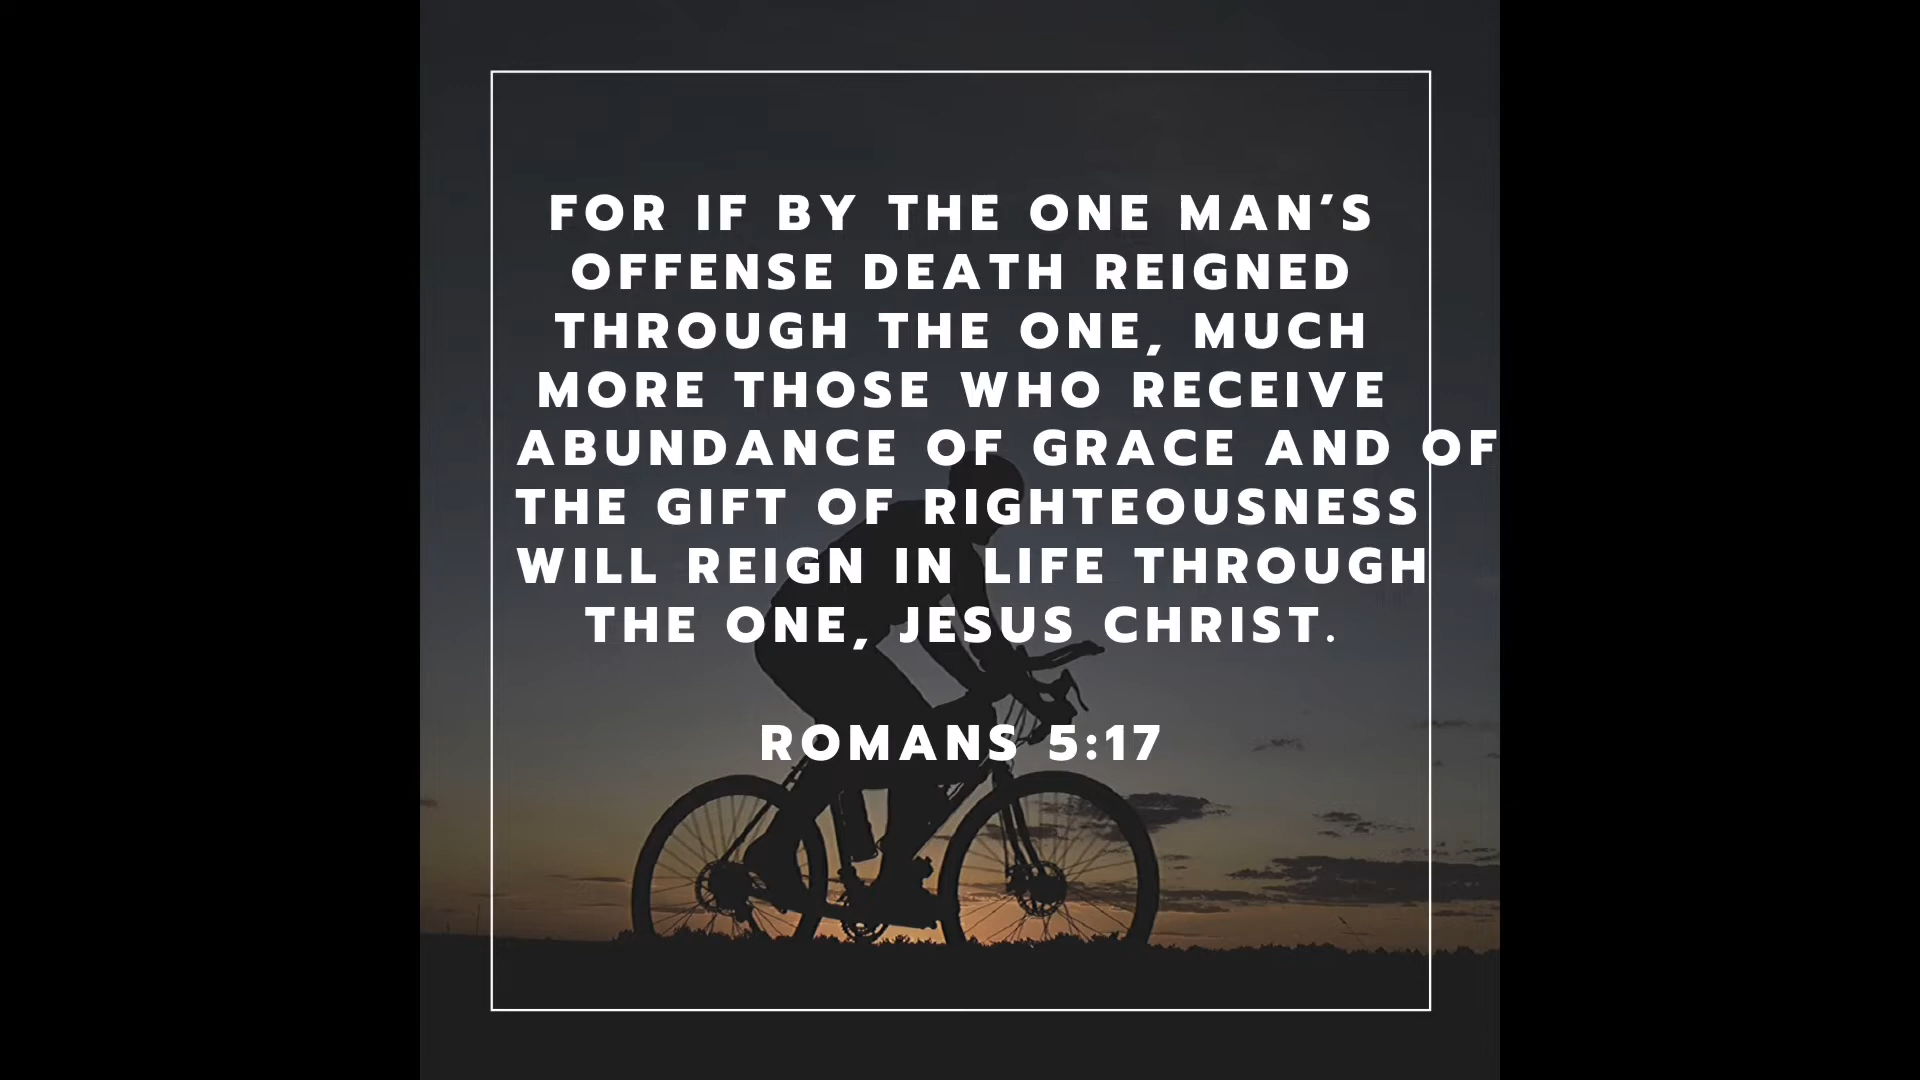 FOR IF BY THE ONE MAN’S
OFFENSE DEATH REIGNED
THROUGH THE ONE, MUCH
MORE THOSE WHO RECEIVE
ABUNDANCE OF GRACE AND OF
THE GIFT OF RIGHTEOUSNESS
WILL REIGN IN LIFE THROUGH
THE ONE, JESUS CHRIST.
ROMANS 5:17